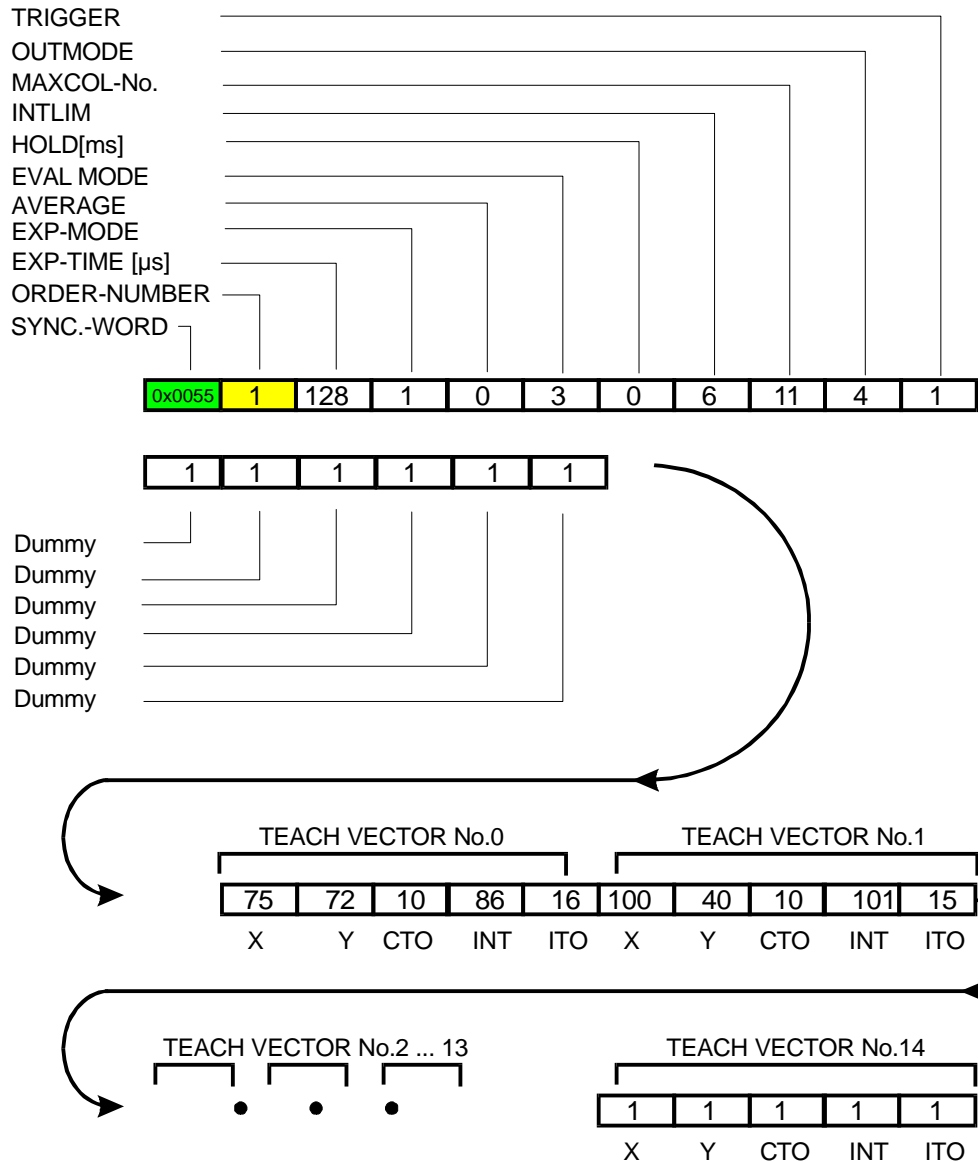 TRIGGER
OUTMODE
MAXCOL-No.
INTLIM
HOLD[ms]
EVAL MODE
AVERAGE
EXP-MODE
EXP-TIME [µs]
ORDER-NUMBER
SYNC.-WORD
0x0055 1 128 1 0 3 0 6 11 4 1
1 1 1 1 1 1
Dummy
Dummy
Dummy
Dummy
Dummy
Dummy
TEACH VECTOR No.0 TEACH VECTOR No.1
75 72 10 86 16 100 40 10 101 15
X Y CTO INT ITO X Y CTO INT ITO
TEACH VECTOR No.2 ... 13 TEACH VECTOR No.14
1 1 1 1 1
X Y CTO INT ITO